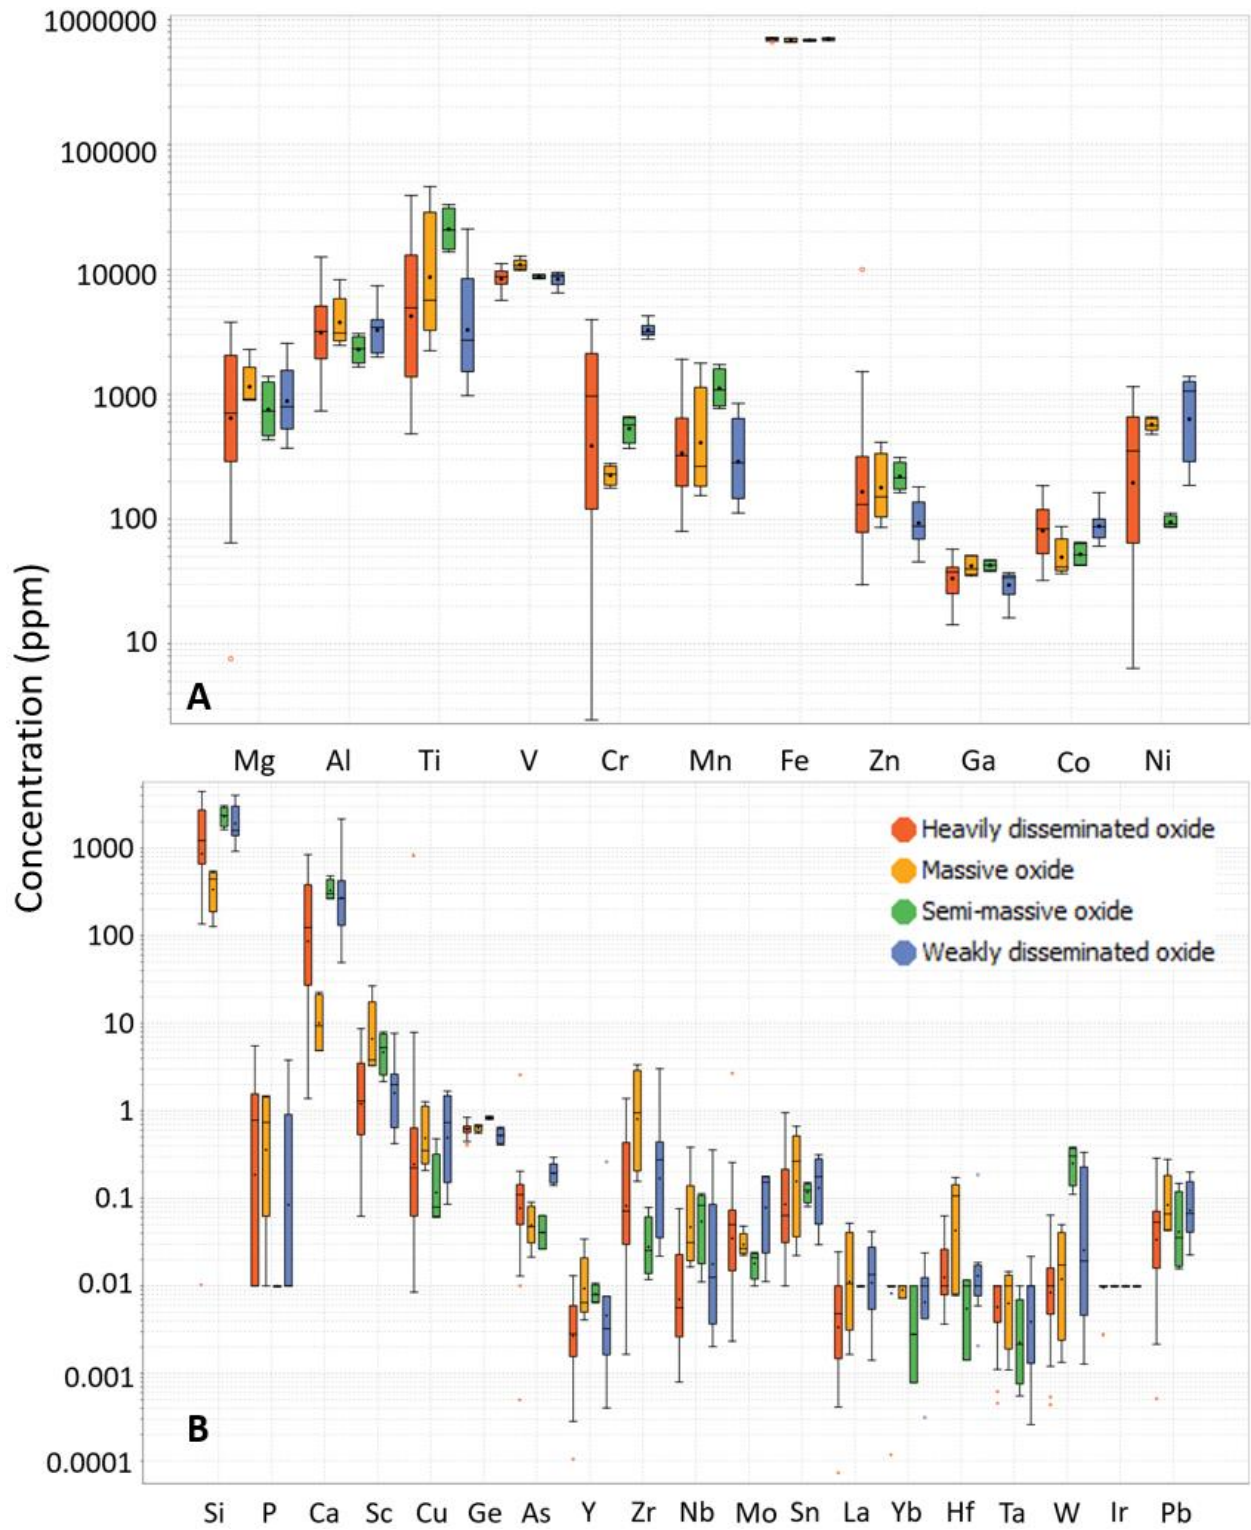 1000000
100000
10000
1000
100
10
Concentration (ppm)
A
Mg Al Ti V Cr Mn Fe Zn Ga Co Ni
1000
100
10
1
0.1
0.01
0.001
0.0001
Heavily disseminated oxide
Massive oxide
Semi-massive oxide
Weakly disseminated oxide
B
Si P Ca Sc Cu Ge As Y Zr Nb Mo Sn La Yb Hf Ta W Ir Pb